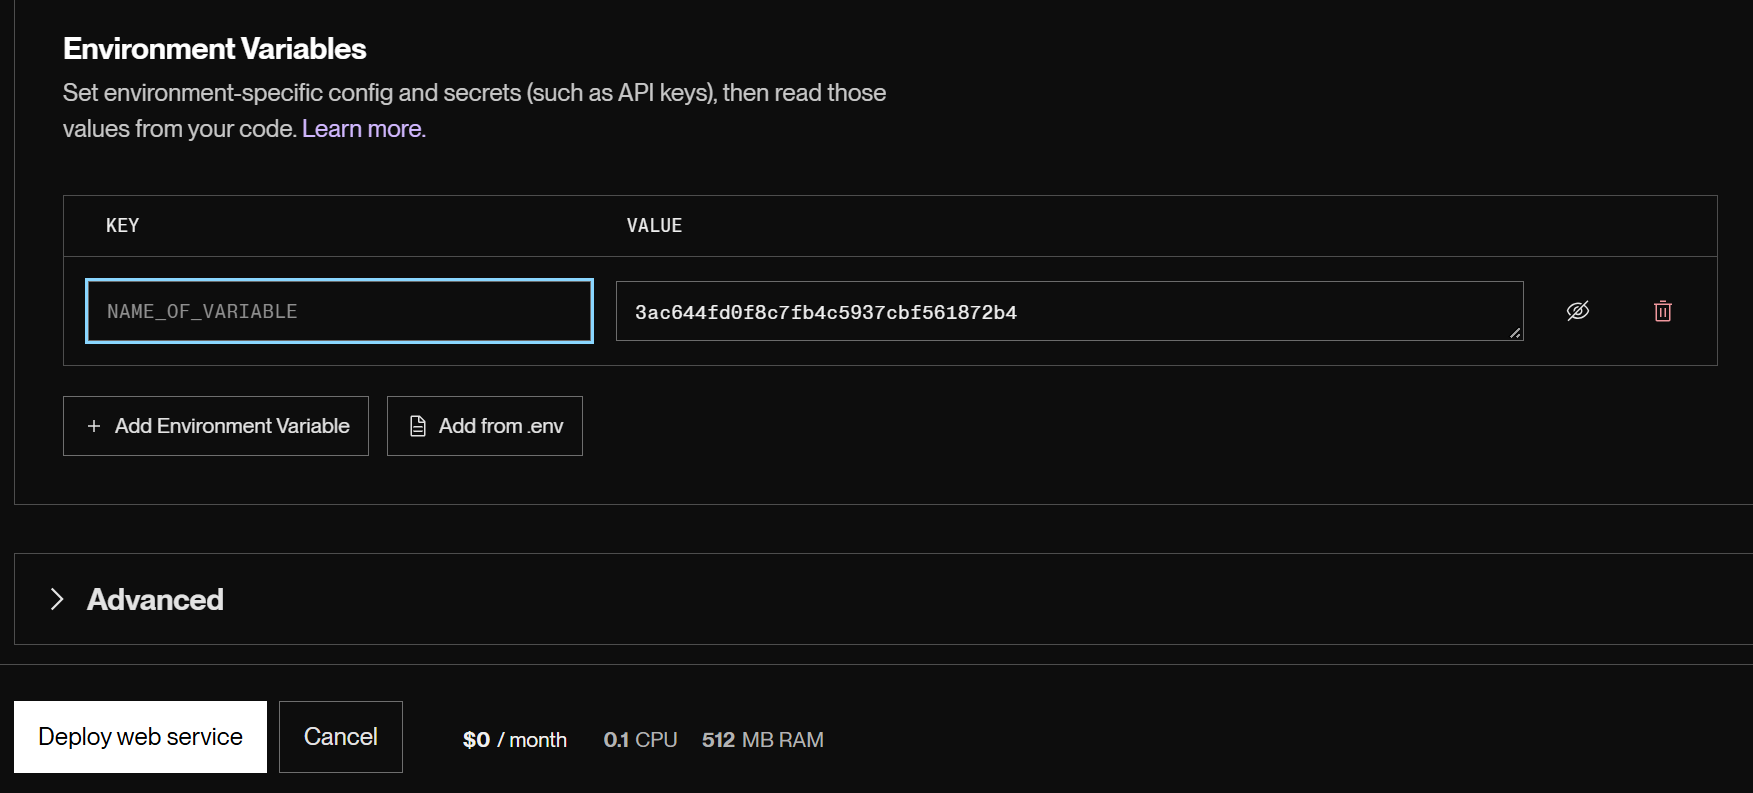 Environment Variables
Set environment-specific config and secrets (such as API keys), then read those
values from your code. Learn more.
KEY VALUE
NAME_OF_VARIABLE 3ac644fd0f8c7fb4c5937cbf561872b4
+ Add Environment Variable Add from .env
Advanced
Deploy web service Cancel $0 / month 0.1 CPU 512 MB RAM